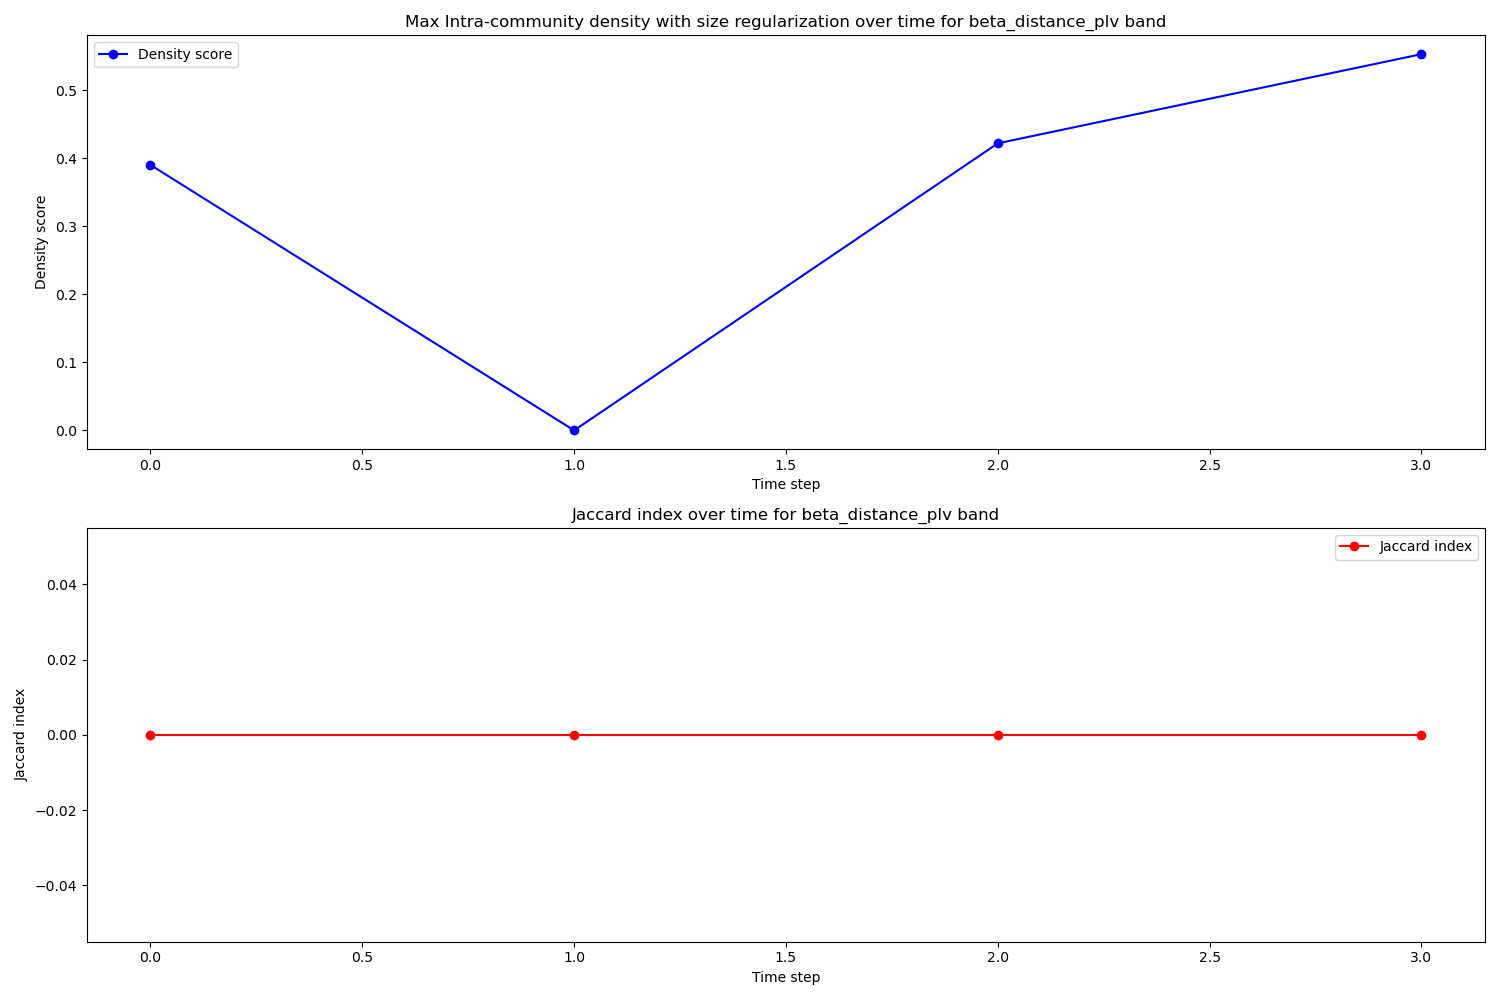 Max Intra-community density with size regularization over time for beta_distance_plv band
Density score
0.5
0.4
0.3
0.2
0.1
0.0
Density score
0.0 0.5 1.0 1.5 2.0 2.5 3.0
Time step
Jaccard index over time for beta_distance_plv band
Jaccard index
0.04
0.02
0.00
−0.02
−0.04
Jaccard index
0.0 0.5 1.0 1.5 2.0 2.5 3.0
Time step